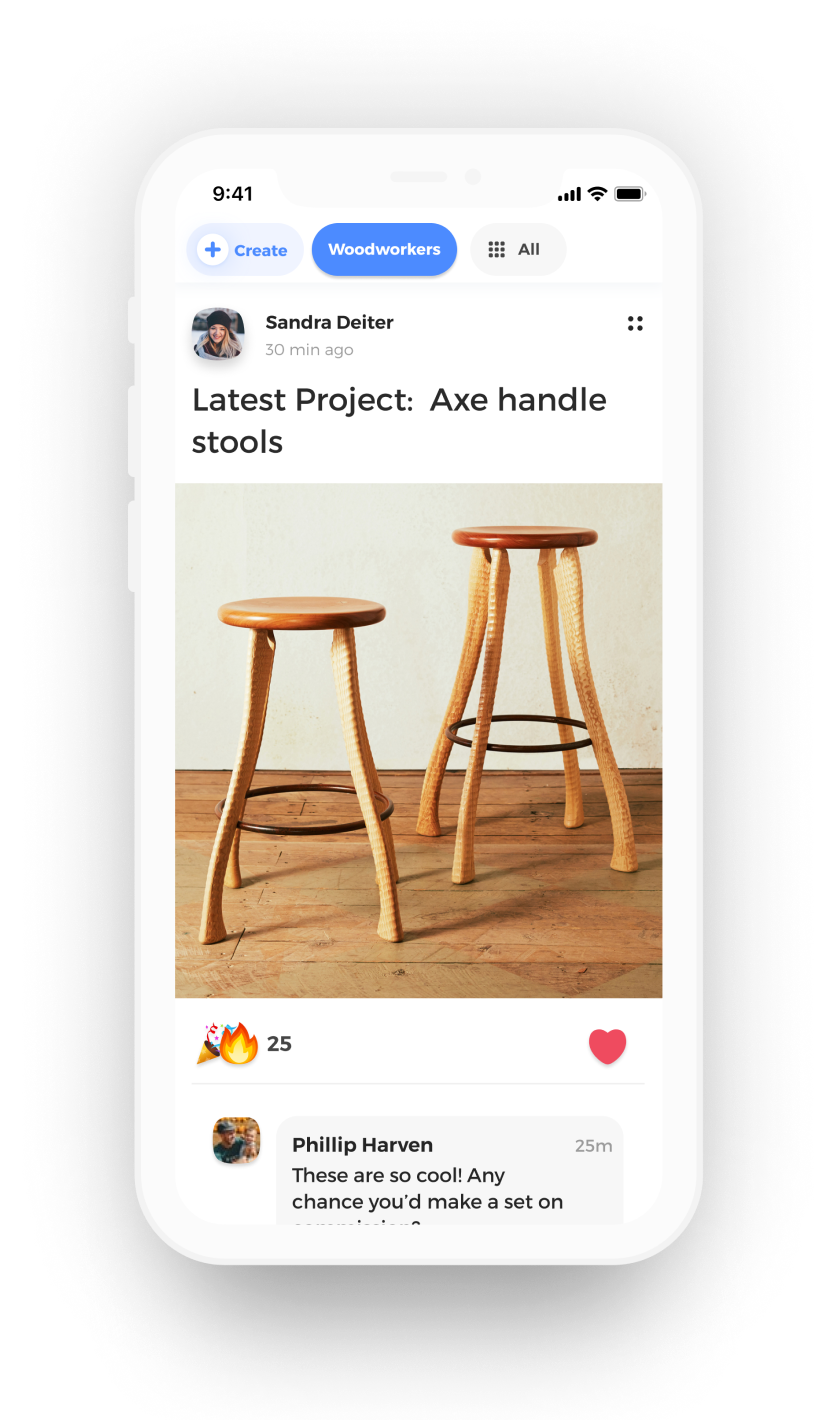 9:41
Create Woodworkers All
Sandra Deiter
30 min ago
Latest Project: Axe handle
stools
25
Phillip Harven 25m
These are so cool! Any
chance you'd make a set on